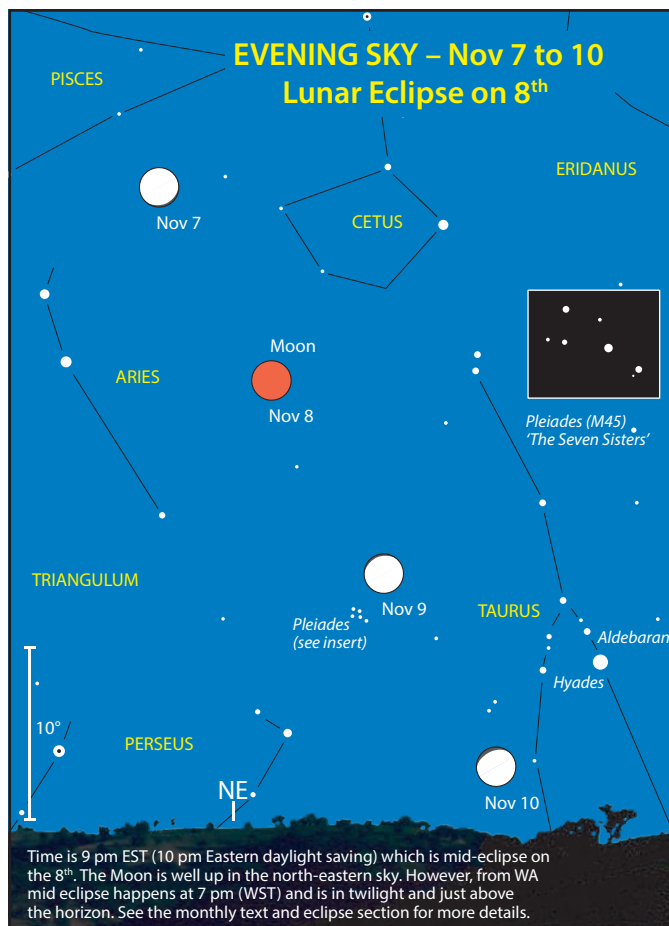 EVENING SKY – Nov 7 to 10
Lunar Eclipse on 8th
PISCES
ERIDANUS
Nov 7
CETUS
Moon
ARIES
Nov 8
Pleiades (M45)
'The Seven Sisters'
TRIANGULUM
Nov 9
TAURUS
Pleiades
(see insert)
Aldebaran
Hyades
10°
PERSEUS
NE
Nov 10
Time is 9 pm EST (10 pm Eastern daylight saving) which is mid-eclipse on
the 8th. The Moon is well up in the north-eastern sky. However, from WA
mid eclipse happens at 7 pm (WST) and is in twilight and just above
the horizon. See the monthly text and eclipse section for more details.